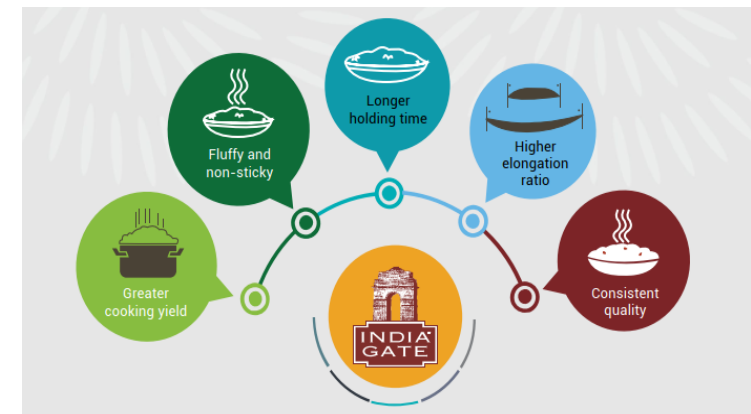 Greater
cooking yield
Fluffy and
non-sticky
Longer
holding time
Higher
elongation
ratio
Consistent
quality
INDIA
GATE